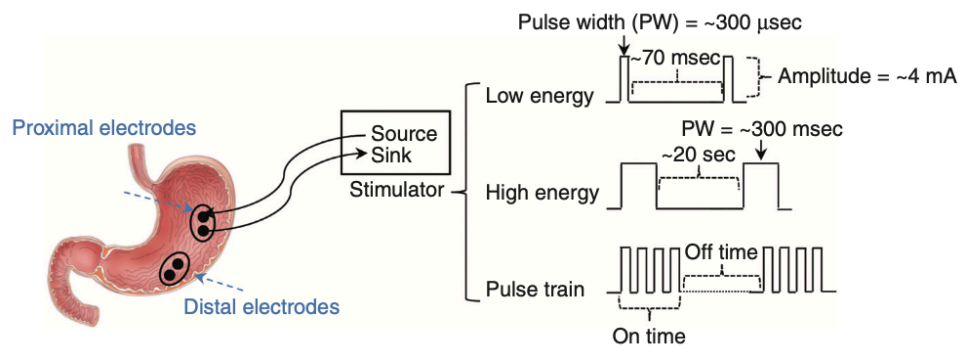 Pulse width (PW) = ~300 μsec
~70 msec
Amplitude = ~4 mA
Low energy
Proximal electrodes
Source
Sink
Stimulator
PW = ~300 msec
~20 sec
High energy
Off time
Pulse train
Distal electrodes
On time